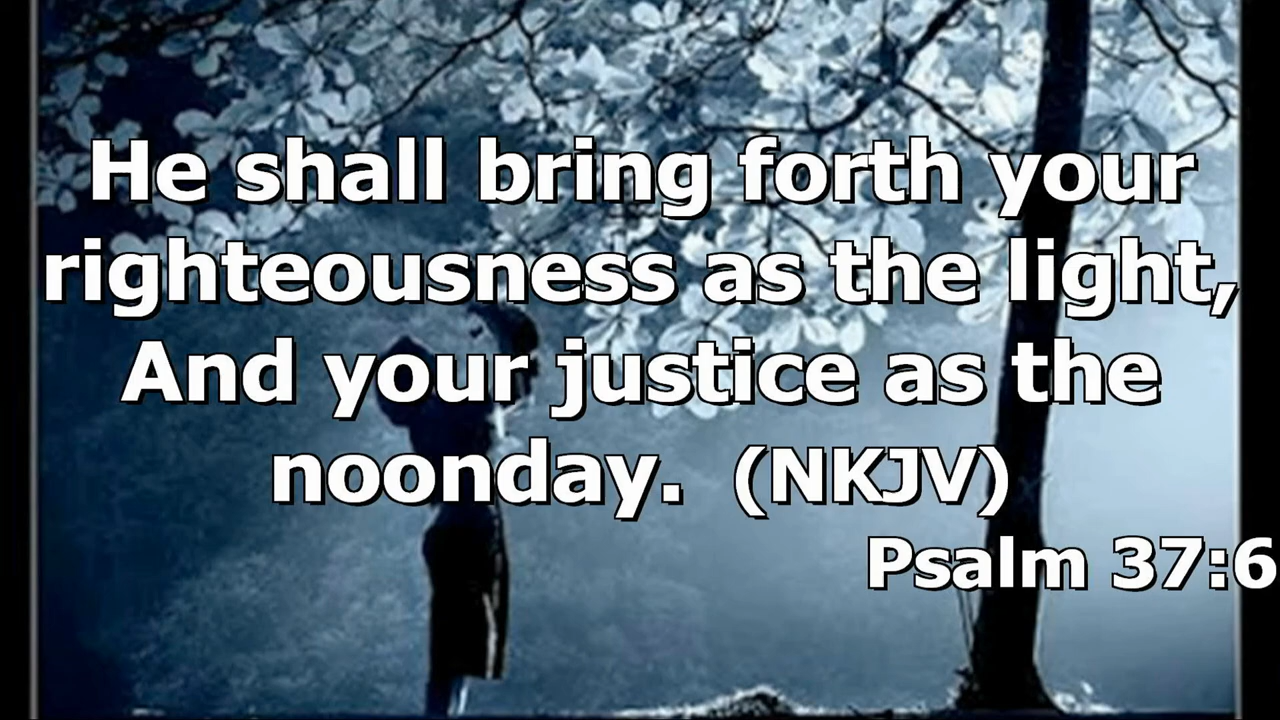 He shall bring forth your
righteousness as the light,
And your justice as the
noonday. (NKJV)
Psalm 37:6